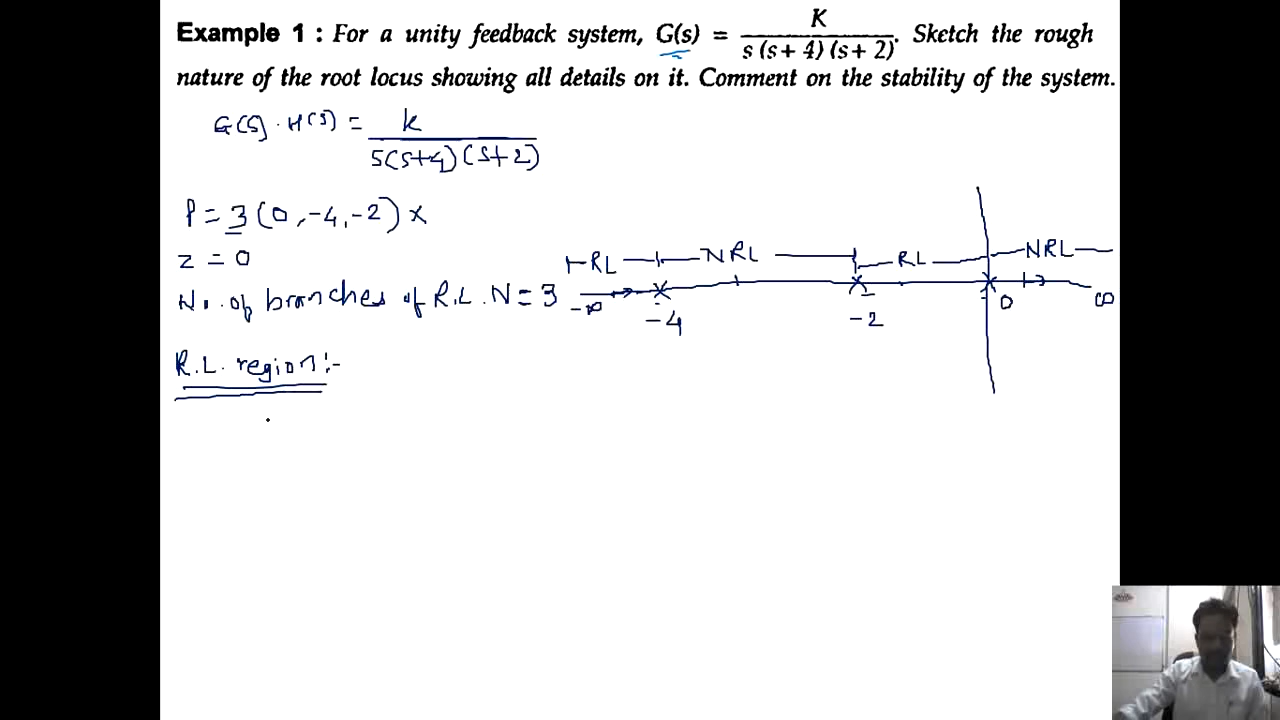 Example 1 : For a unity feedback system, G(s) = K / s (s + 4) (s + 2) . Sketch the rough
nature of the root locus showing all details on it. Comment on the stability of the system.
G(s) · H(s) = k / s(s+4)(s+2)
P = 3 (0, -4, -2) ×
z = 0
RL NRL RL NRL
No. of branches of R.L. N = 3
-∞ -4 -2 0 ∞
R.L. region :-